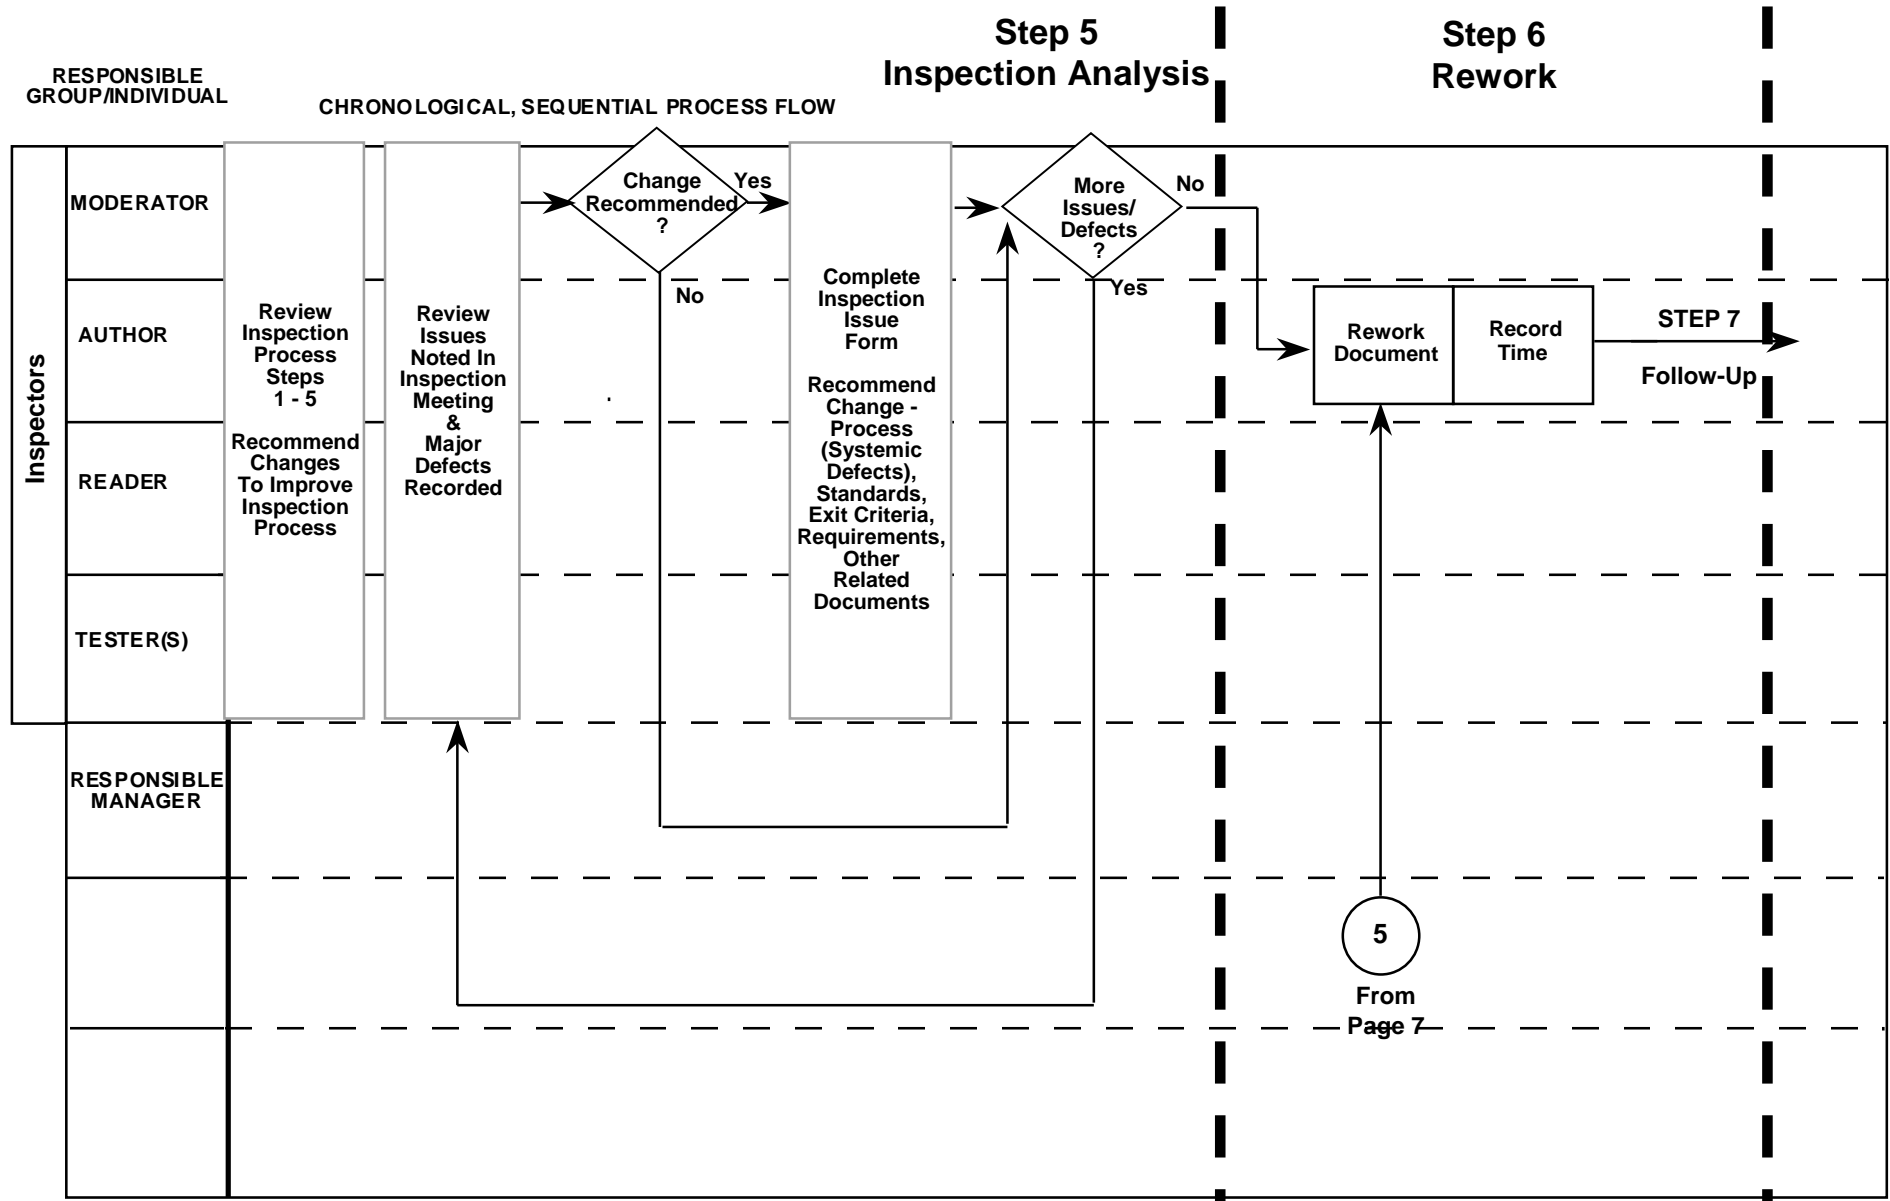 Step 5
Inspection Analysis
Step 6
Rework
RESPONSIBLE
GROUP/INDIVIDUAL
CHRONOLOGICAL, SEQUENTIAL PROCESS FLOW
Inspectors
MODERATOR
AUTHOR
READER
TESTER(S)
RESPONSIBLE
MANAGER
Review
Inspection
Process
Steps
1 - 5
Recommend
Changes
To Improve
Inspection
Process
Review
Issues
Noted In
Inspection
Meeting
&
Major
Defects
Recorded
Change
Recommended
?
Yes
No
Complete
Inspection
Issue
Form
Recommend
Change -
Process
(Systemic
Defects),
Standards,
Exit Criteria,
Requirements,
Other
Related
Documents
More
Issues/
Defects
?
No
Yes
Rework
Document
Record
Time
STEP 7
Follow-Up
5
From
Page 7